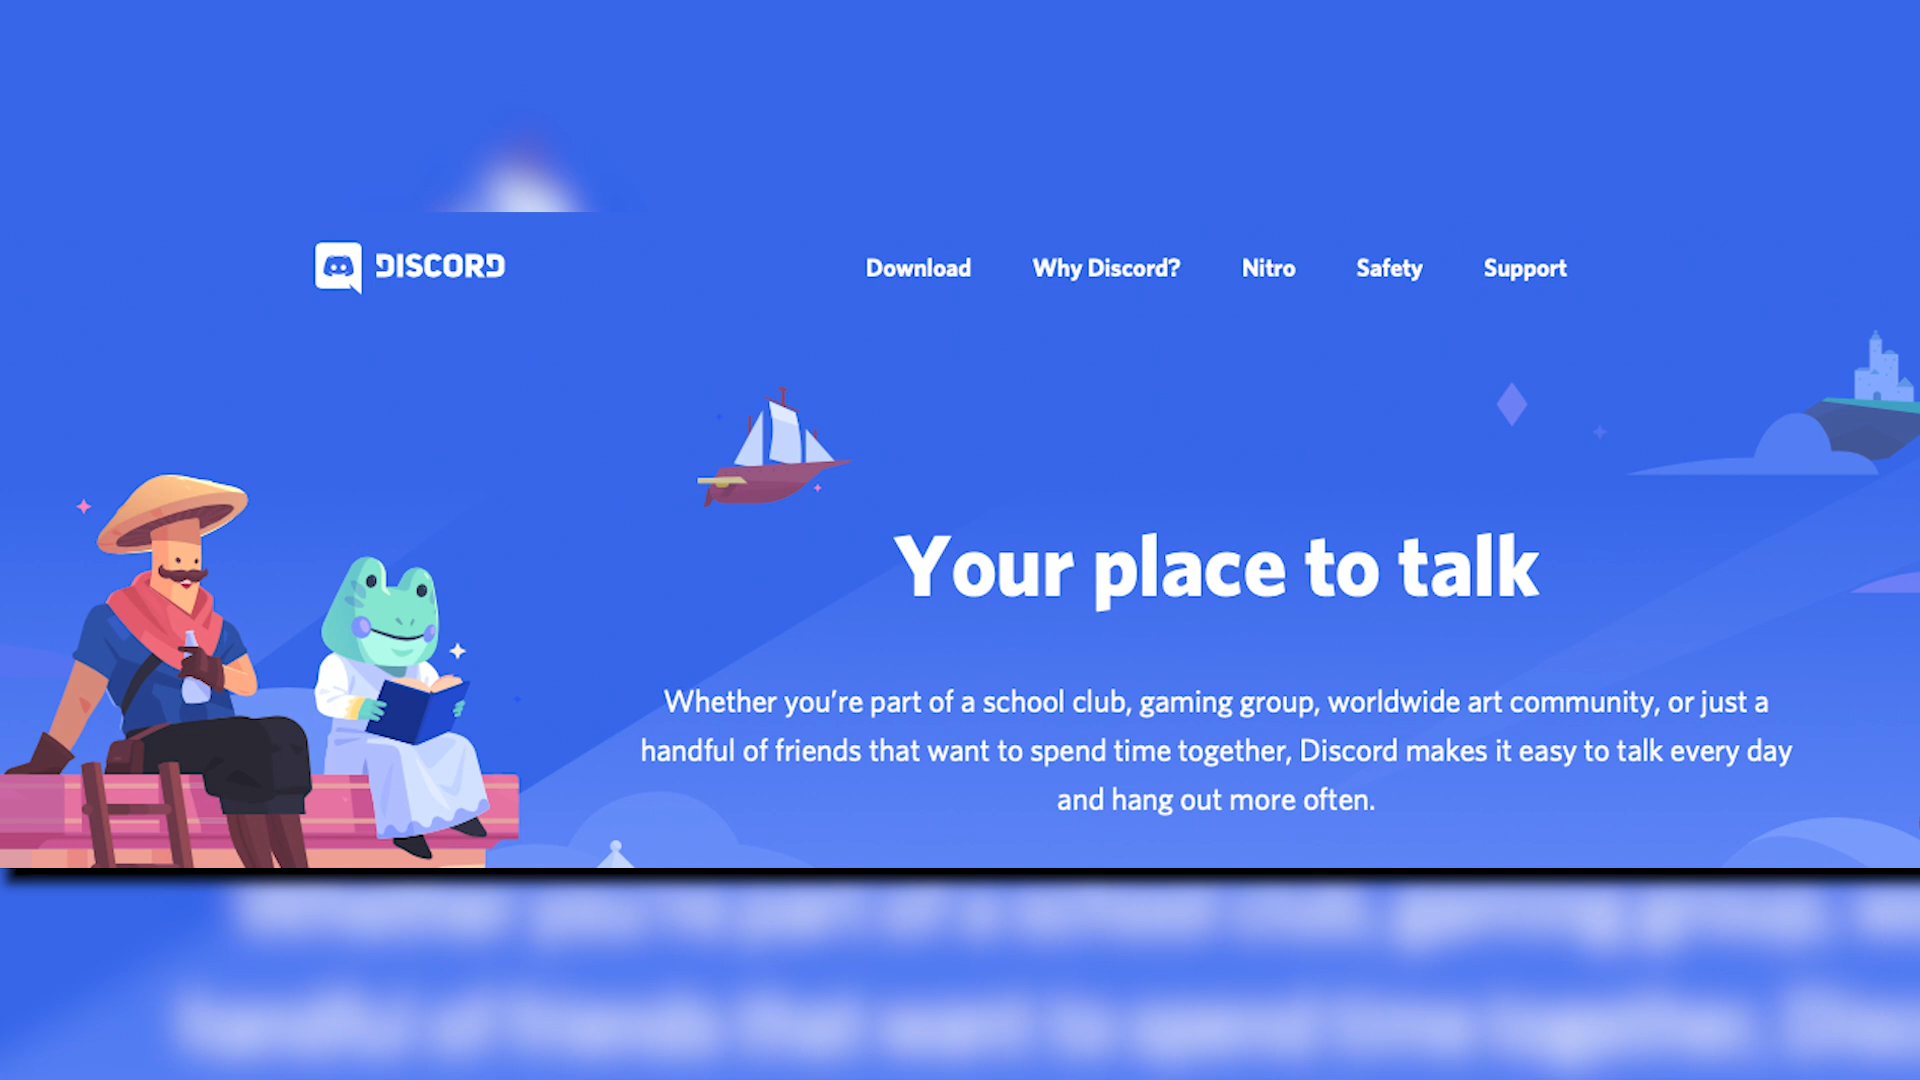 DISCORD
Download Why Discord? Nitro Safety Support
Your place to talk
Whether you’re part of a school club, gaming group, worldwide art community, or just a
handful of friends that want to spend time together, Discord makes it easy to talk every day
and hang out more often.